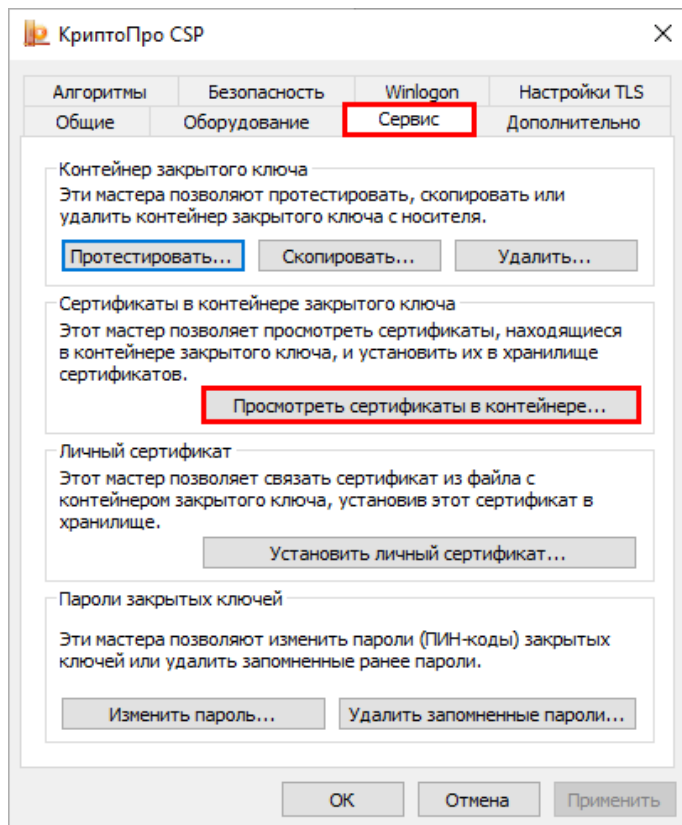 КриптоПро CSP
Алгоритмы Безопасность Winlogon Настройки TLS
Общие Оборудование Сервис Дополнительно
Контейнер закрытого ключа
Эти мастера позволяют протестировать, скопировать или
удалить контейнер закрытого ключа с носителя.
Протестировать... Скопировать... Удалить...
Сертификаты в контейнере закрытого ключа
Этот мастер позволяет просмотреть сертификаты, находящиеся
в контейнере закрытого ключа, и установить их в хранилище
сертификатов.
Просмотреть сертификаты в контейнере...
Личный сертификат
Этот мастер позволяет связать сертификат из файла с
контейнером закрытого ключа, установив этот сертификат в
хранилище.
Установить личный сертификат...
Пароли закрытых ключей
Эти мастера позволяют изменить пароли (ПИН-коды) закрытых
ключей или удалить запомненные ранее пароли.
Изменить пароль... Удалить запомненные пароли...
ОК Отмена Применить